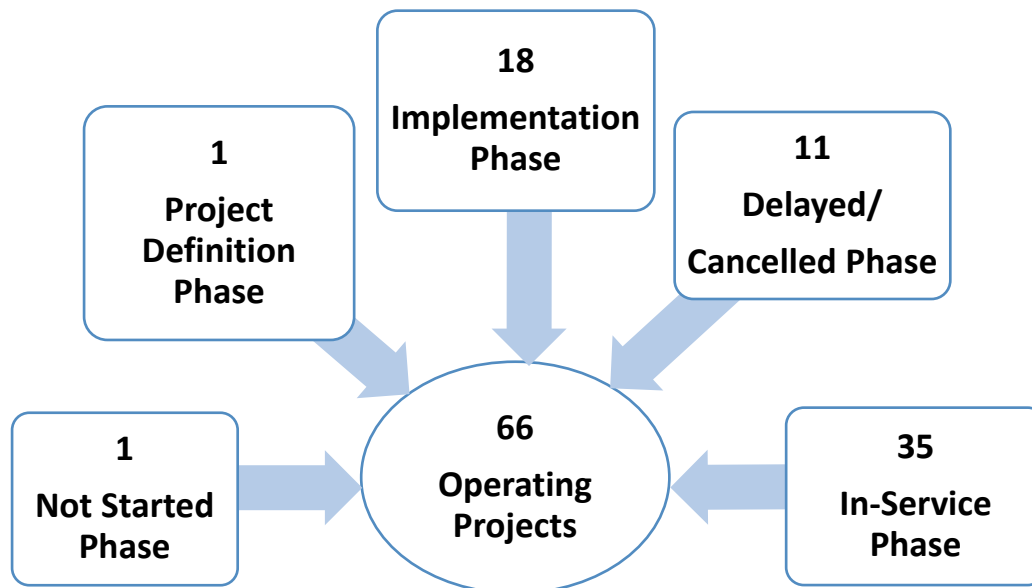 18
Implementation
Phase
1
Project
Definition
Phase
11
Delayed/
Cancelled Phase
1
Not Started
Phase
66
Operating
Projects
35
In-Service
Phase